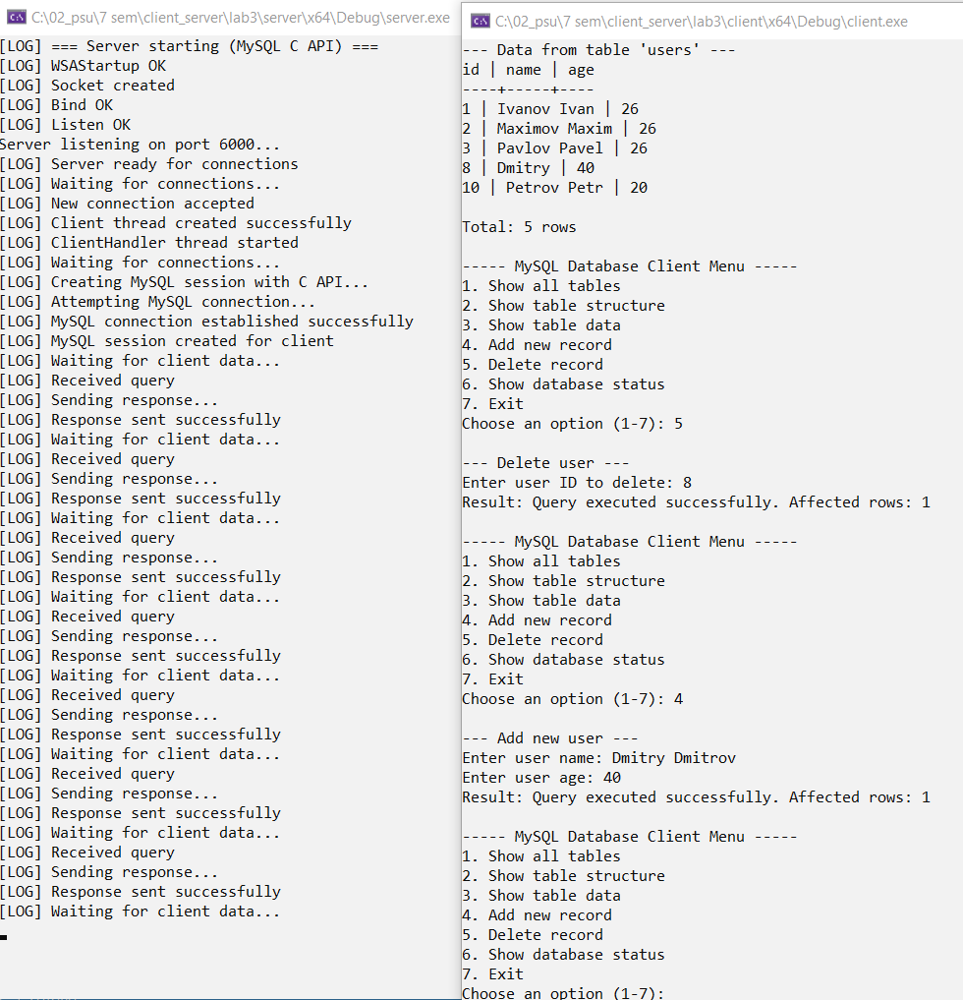 C:\02_psu\7 sem\client_server\lab3\server\x64\Debug\server.exe
[LOG] === Server starting (MySQL C API) ===
[LOG] WSAStartup OK
[LOG] Socket created
[LOG] Bind OK
[LOG] Listen OK
Server listening on port 6000...
[LOG] Server ready for connections
[LOG] Waiting for connections...
[LOG] New connection accepted
[LOG] Client thread created successfully
[LOG] ClientHandler thread started
[LOG] Waiting for connections...
[LOG] Creating MySQL session with C API...
[LOG] Attempting MySQL connection...
[LOG] MySQL connection established successfully
[LOG] MySQL session created for client
[LOG] Waiting for client data...
[LOG] Received query
[LOG] Sending response...
[LOG] Response sent successfully
[LOG] Waiting for client data...
[LOG] Received query
[LOG] Sending response...
[LOG] Response sent successfully
[LOG] Waiting for client data...
[LOG] Received query
[LOG] Sending response...
[LOG] Response sent successfully
[LOG] Waiting for client data...
[LOG] Received query
[LOG] Sending response...
[LOG] Response sent successfully
[LOG] Waiting for client data...
[LOG] Received query
[LOG] Sending response...
[LOG] Response sent successfully
[LOG] Waiting for client data...
[LOG] Received query
[LOG] Sending response...
[LOG] Response sent successfully
[LOG] Waiting for client data...
[LOG] Received query
[LOG] Sending response...
[LOG] Response sent successfully
[LOG] Waiting for client data...
C:\02_psu\7 sem\client_server\lab3\client\x64\Debug\client.exe
--- Data from table 'users' ---
id | name | age
----+-----+----
1 | Ivanov Ivan | 26
2 | Maximov Maxim | 26
3 | Pavlov Pavel | 26
8 | Dmitry | 40
10 | Petrov Petr | 20
Total: 5 rows
----- MySQL Database Client Menu -----
1. Show all tables
2. Show table structure
3. Show table data
4. Add new record
5. Delete record
6. Show database status
7. Exit
Choose an option (1-7): 5
--- Delete user ---
Enter user ID to delete: 8
Result: Query executed successfully. Affected rows: 1
----- MySQL Database Client Menu -----
1. Show all tables
2. Show table structure
3. Show table data
4. Add new record
5. Delete record
6. Show database status
7. Exit
Choose an option (1-7): 4
--- Add new user ---
Enter user name: Dmitry Dmitrov
Enter user age: 40
Result: Query executed successfully. Affected rows: 1
----- MySQL Database Client Menu -----
1. Show all tables
2. Show table structure
3. Show table data
4. Add new record
5. Delete record
6. Show database status
7. Exit
Choose an option (1-7):